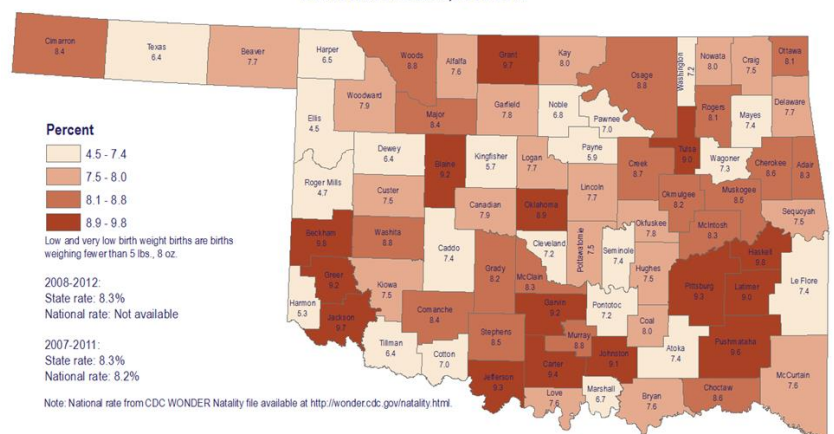 Cimarron
8.4
Texas
6.4
Beaver
7.7
Harper
6.5
Woods
8.8
Alfalfa
7.6
Grant
9.7
Kay
8.0
Osage
8.8
Washington
7.2
Nowata
8.0
Craig
7.5
Ottawa
8.1
Ellis
4.5
Woodward
7.9
Major
8.4
Garfield
7.8
Noble
6.8
Pawnee
7.0
Tulsa
9.0
Rogers
8.1
Mayes
7.4
Delaware
7.7
Roger Mills
4.7
Dewey
6.4
Blaine
9.2
Kingfisher
5.7
Logan
7.7
Payne
5.9
Creek
8.7
Wagoner
7.3
Cherokee
8.6
Adair
8.3
Custer
7.5
Canadian
7.9
Oklahoma
8.9
Lincoln
7.7
Okmulgee
8.2
Muskogee
8.5
Sequoyah
7.5
Beckham
Washita
8.8
Caddo
7.4
Grady
8.2
McClain
8.3
Cleveland
7.2
Pottawatomie
7.5
Seminole
7.4
Okfuskee
7.8
McIntosh
8.3
Haskell
Hughes
7.5
Pittsburg
9.3
Latimer
9.0
Le Flore
7.4
Harmon
5.3
Greer
9.2
Kiowa
7.5
Jackson
9.7
Comanche
8.4
Tillman
6.4
Cotton
7.0
Stephens
8.5
Jefferson
9.3
Garvin
9.2
Murray
8.8
Carter
9.4
Love
7.6
Pontotoc
7.2
Johnston
9.1
Marshall
6.7
Coal
8.0
Atoka
7.4
Bryan
7.6
Pushmataha
9.6
Choctaw
8.6
McCurtain
7.6
Percent
4.5 - 7.4
7.5 - 8.0
8.1 - 8.8
8.9 - 9.8
Low and very low birth weight births are births
weighing fewer than 5 lbs., 8 oz.
2008-2012:
State rate: 8.3%
National rate: Not available
2007-2011:
State rate: 8.3%
National rate: 8.2%
Note: National rate from CDC WONDER Natality file available at http://wonder.cdc.gov/natality.html.